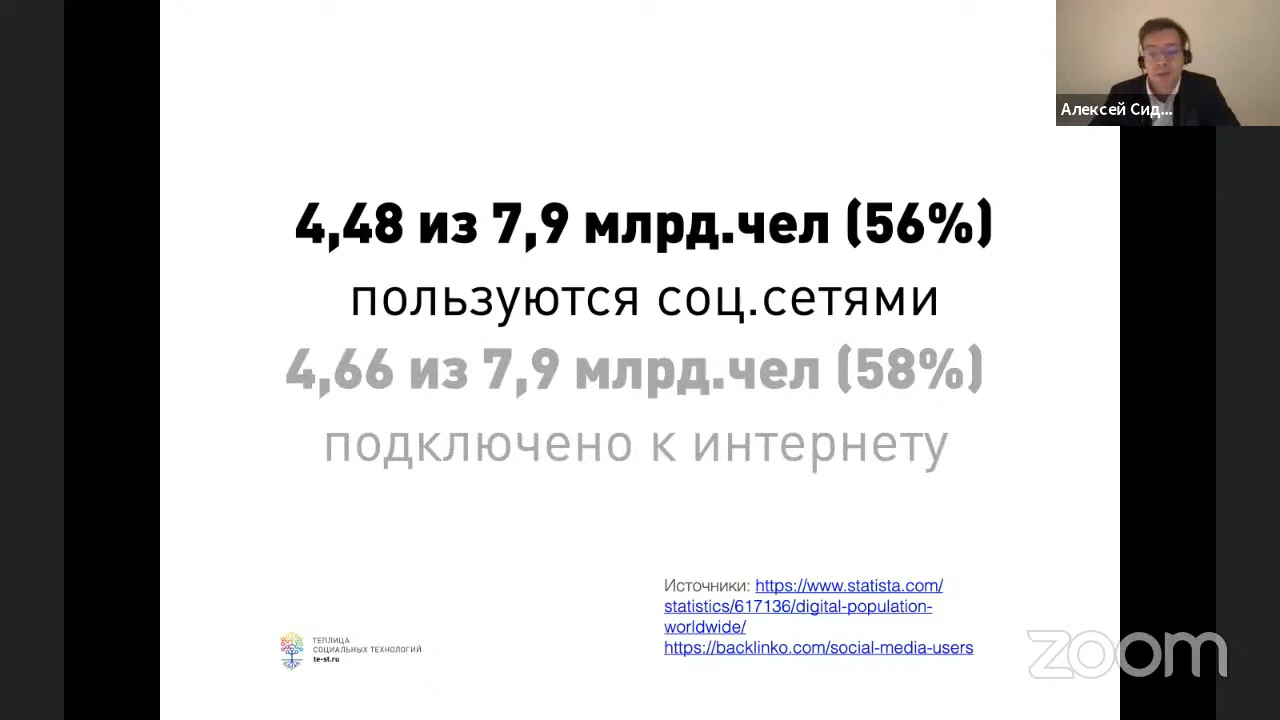 Алексей Сид...
4,48 из 7,9 млрд.чел (56%)
пользуются соц.сетями
4,66 из 7,9 млрд.чел (58%)
подключено к интернету
Источники: https://www.statista.com/
statistics/617136/digital-population-
worldwide/
https://backlinko.com/social-media-users
ТЕПЛИЦА
СОЦИАЛЬНЫХ ТЕХНОЛОГИЙ
te-st.ru
zoom